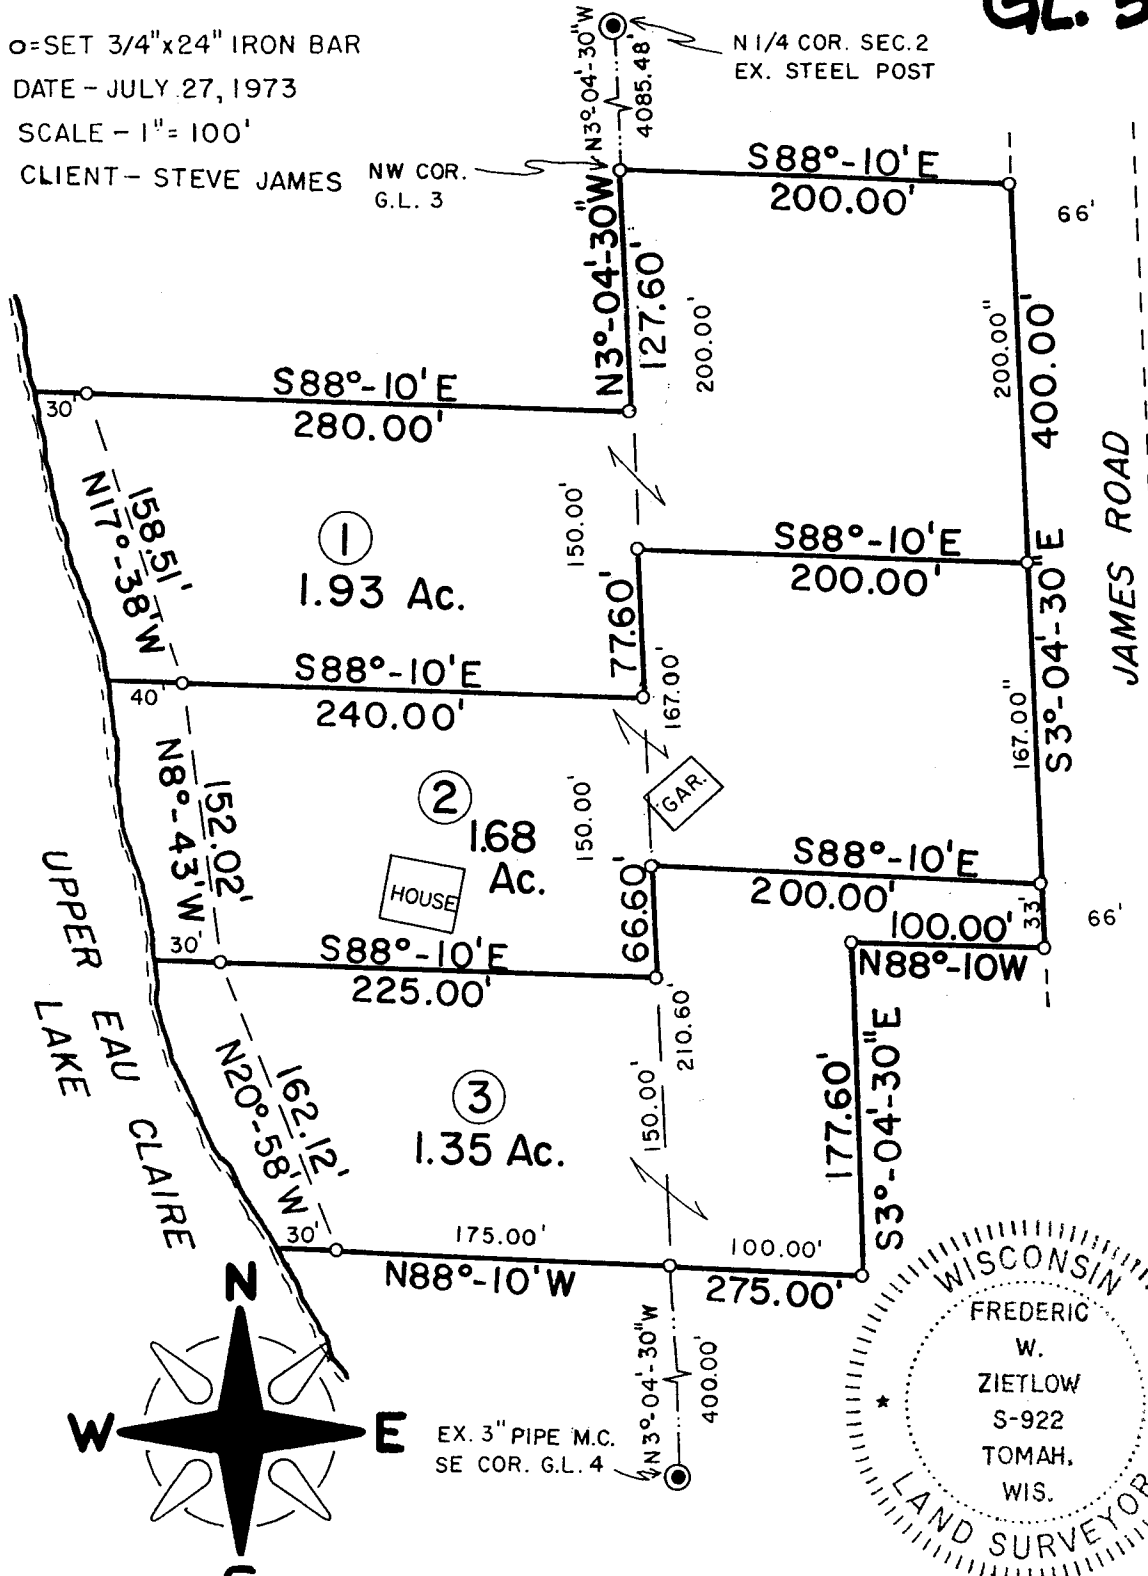 GL. 3
o=SET 3/4"x24" IRON BAR
DATE - JULY 27, 1973
SCALE - 1"= 100'
CLIENT - STEVE JAMES
NW COR.
G.L. 3
N3°-04'-30"W
4085.48'
N 1/4 COR. SEC. 2
EX. STEEL POST
S88°-10'E
200.00'
66'
N3°-04'-30"W
127.60'
200.00'
200.00"
400.00'
S88°-10'E
280.00'
30'
158.51'
N17°-38'W
1
1.93 Ac.
150.00'
S88°-10'E
200.00'
77.60'
S3°-04'-30"E
JAMES ROAD
S88°-10'E
240.00'
40'
167.00'
167.00"
152.02'
N8°-43'W
2
1.68
Ac.
HOUSE
150.00'
GAR.
S88°-10'E
200.00'
66.60'
33'
66'
100.00'
N88°-10W
30'
S88°-10'E
225.00'
UPPER EAU CLAIRE
LAKE
162.12'
N20°-58'W
3
1.35 Ac.
210.60'
150.00'
177.60'
S3°-04'-30"E
30'
175.00'
N88°-10'W
100.00'
275.00'
N3°-04'-30"W
400.00'
EX. 3" PIPE M.C.
SE COR. G.L. 4
N
W
E
WISCONSIN
FREDERIC
W.
ZIETLOW
S-922
TOMAH,
WIS.
LAND SURVEYOR